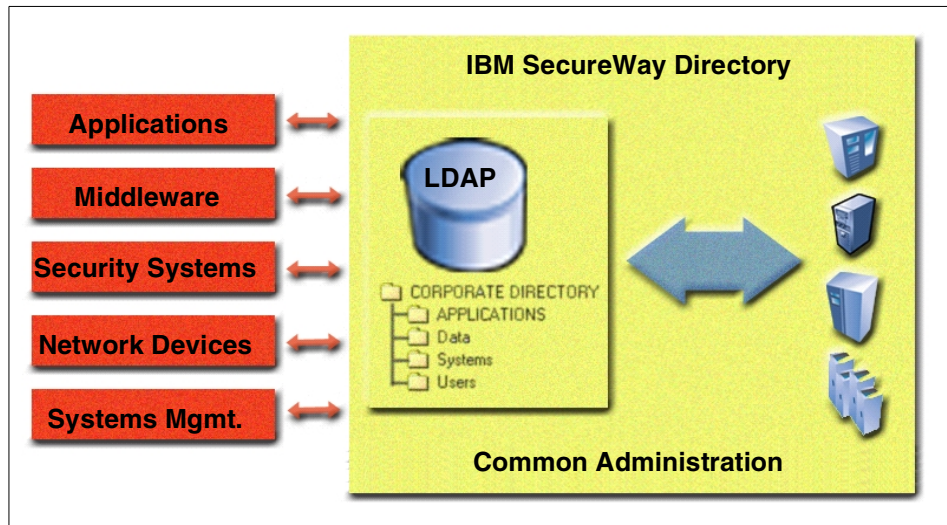 IBM SecureWay Directory
Applications
Middleware
Security Systems
Network Devices
Systems Mgmt.
LDAP
CORPORATE DIRECTORY
APPLICATIONS
Data
Systems
Users
Common Administration